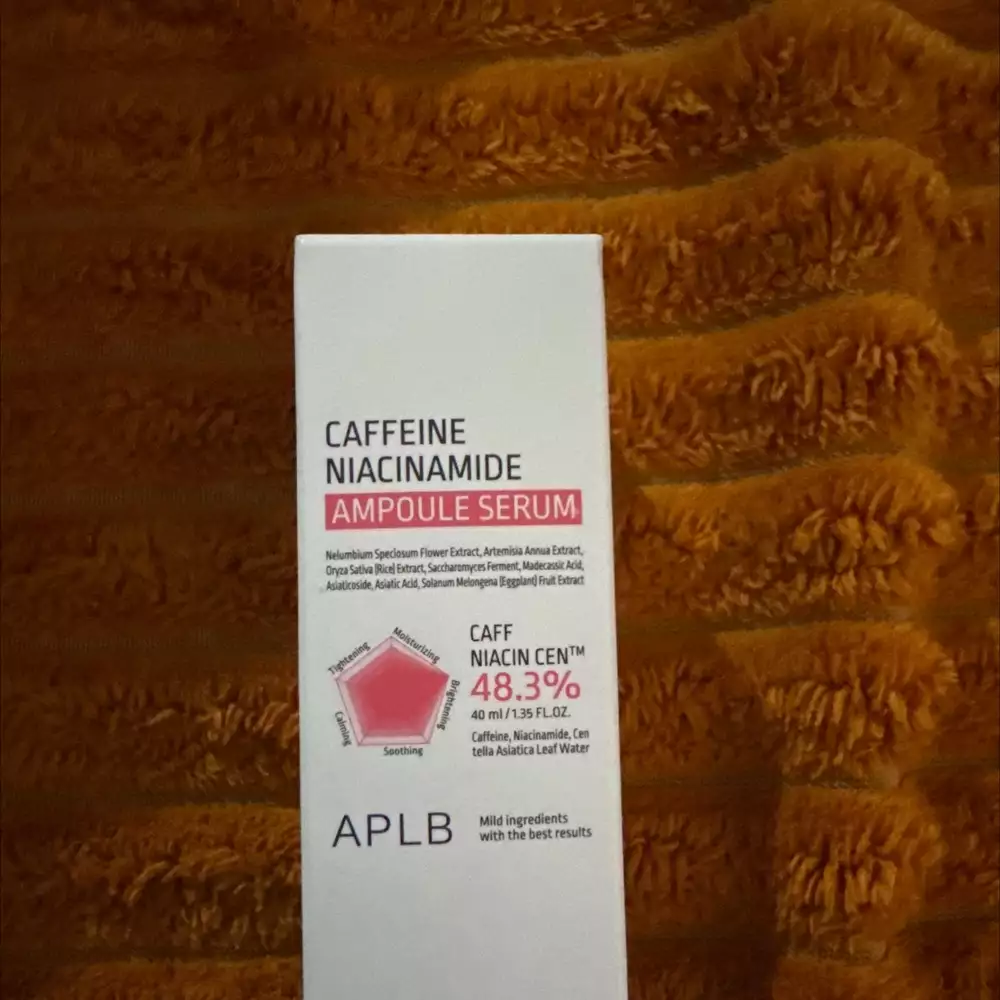 CAFFEINE
NIACINAMIDE
AMPOULE SERUM
Nelumbium Speciosum Flower Extract, Artemisia Annua Extract,
Oryza Sativa (Rice) Extract, Saccharomyces Ferment, Madecassic Acid,
Asiaticoside, Asiatic Acid, Solanum Melongena (Eggplant) Fruit Extract
Tightening
Moisturizing
Brightening
Calming
Soothing
CAFF
NIACIN CEN™
48.3%
40 ml / 1.35 FL.OZ.
Caffeine, Niacinamide, Cen
tella Asiatica Leaf Water
APLB
Mild ingredients
with the best results